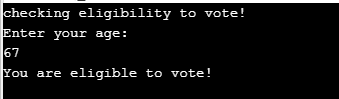 checking eligibility to vote!
Enter your age:
67
You are eligible to vote!